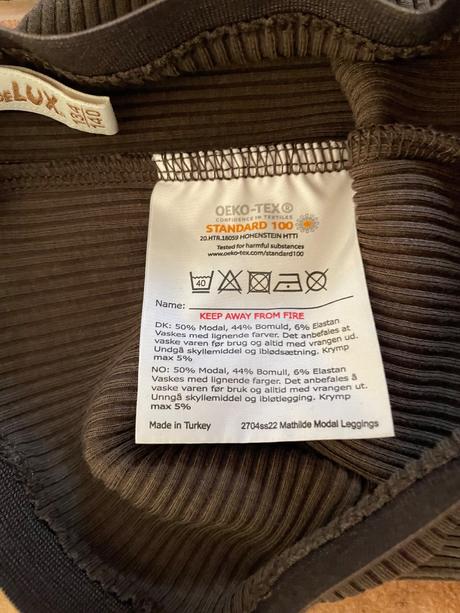 DELUX.
134
140
OEKO-TEX®
CONFIDENCE IN TEXTILES
STANDARD 100
20.HTR.18059 HOHENSTEIN HTTI
Tested for harmful substances
www.oeko-tex.com/standard100
40
Name:
KEEP AWAY FROM FIRE
DK: 50% Modal, 44% Bomuld, 6% Elastan
Vaskes med lignende farver. Det anbefales at
vaske varen før brug og altid med vrangen ud.
Undgå skyllemiddel og iblødsætning. Krymp
max 5%
NO: 50% Modal, 44% Bomull, 6% Elastan
Vaskes med lignende farger. Det anbefales å
vaske varen før bruk og alltid med vrangen ut.
Unngå skyllemiddel og ibløtlegging. Krymp
max 5%
Made in Turkey 2704ss22 Mathilde Modal Leggings